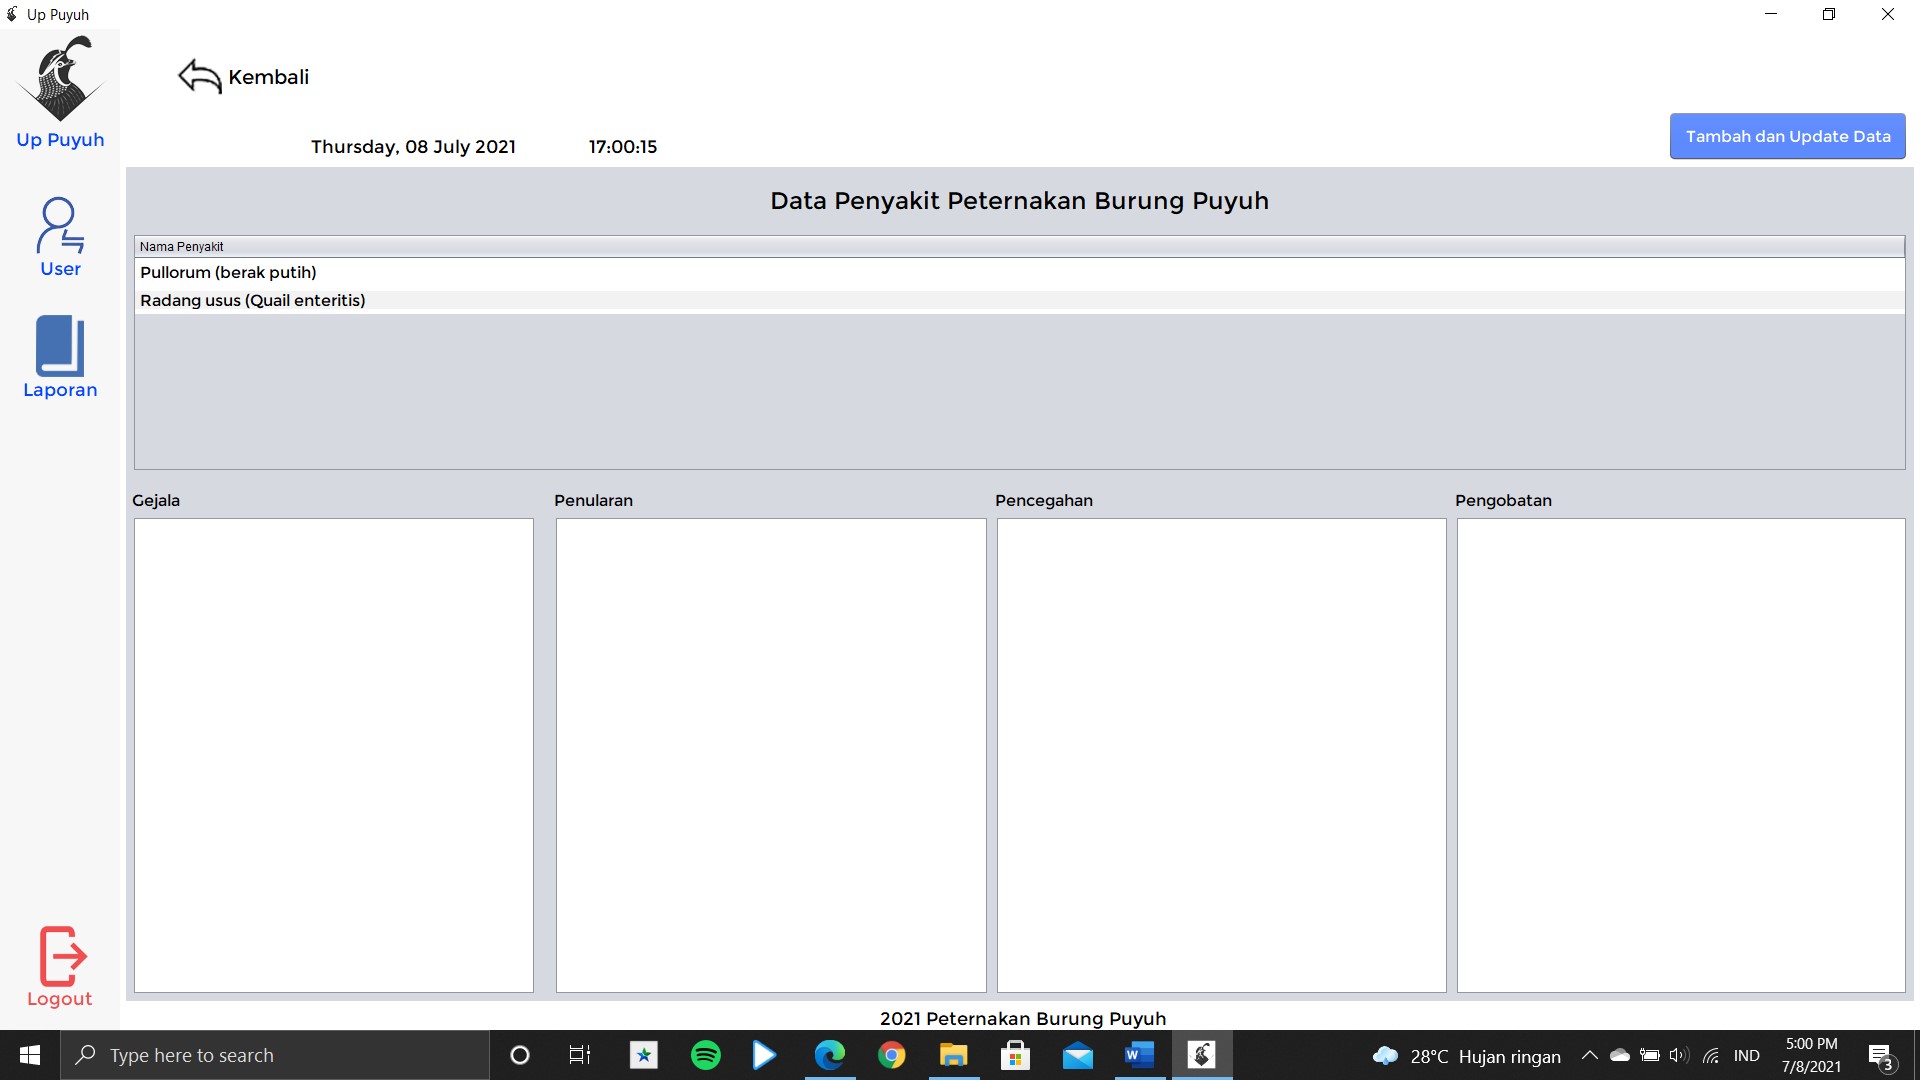 Up Puyuh
Kembali
Up Puyuh
Thursday, 08 July 2021 17:00:15
Tambah dan Update Data
Data Penyakit Peternakan Burung Puyuh
User
Nama Penyakit
Pullorum (berak putih)
Radang usus (Quail enteritis)
Laporan
Gejala Penularan Pencegahan Pengobatan
Logout
2021 Peternakan Burung Puyuh
Type here to search
W
28°C Hujan ringan
IND
5:00 PM
7/8/2021
3